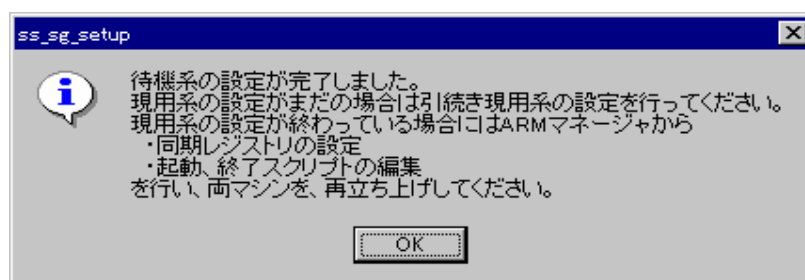 ss_sg_setup
待機系の設定が完了しました。
現用系の設定がまだの場合は引続き現用系の設定を行ってください。
現用系の設定が終わっている場合にはARMマネージャから
・同期レジストリの設定
・起動、終了スクリプトの編集
を行い、両マシンを、再立ち上げしてください。
OK